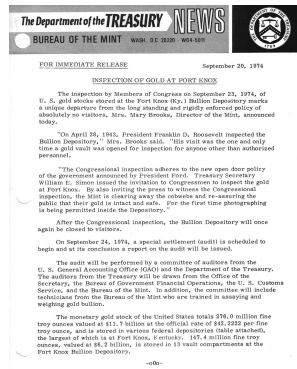 The Department of the TREASURY NEWS
BUREAU OF THE MINT WASH. D.C. 20220 - W04-5011
FOR IMMEDIATE RELEASE September 20, 1974
INSPECTION OF GOLD AT FORT KNOX
The inspection by Members of Congress on September 23, 1974, of
U. S. gold stocks stored at the Fort Knox (Ky.) Bullion Depository marks
a unique departure from the long standing and rigidly enforced policy of
absolutely no visitors, Mrs. Mary Brooks, Director of the Mint, announced
today.
"On April 28, 1943, President Franklin D. Roosevelt inspected the
Bullion Depository," Mrs. Brooks said. "His visit was the one and only
time a gold vault was opened for inspection for anyone other than authorized
personnel.
"The Congressional inspection adheres to the new open door policy
of the government announced by President Ford. Treasury Secretary
William E. Simon issued the invitation to Congressmen to inspect the gold
at Fort Knox. By also inviting the press to witness the Congressional
inspection, the Mint is clearing away the cobwebs and re-assuring the
public that their gold is intact and safe. For the first time photographing
is being permitted inside the Depository."
After the Congressional inspection, the Bullion Depository will once
again be closed to visitors.
On September 24, 1974, a special settlement (audit) is scheduled to
begin and at its conclusion a report on the audit will be issued.
The audit will be performed by a committee of auditors from the
U. S. General Accounting Office (GAO) and the Department of the Treasury.
The auditors from the Treasury will be drawn from the Office of the
Secretary, the Bureau of Government Financial Operations, the U. S. Customs
Service, and the Bureau of the Mint. In addition, the committee will include
technicians from the Bureau of the Mint who are trained in assaying and
weighing gold bullion.
The monetary gold stock of the United States totals 276.0 million fine
troy ounces valued at $11.7 billion at the official rate of $42.2222 per fine
troy ounce, and is stored in various federal depositories (table attached),
the largest of which is at Fort Knox, Kentucky. 147.4 million fine troy
ounces, valued at $6.2 billion, is stored in 13 vault compartments at the
Fort Knox Bullion Depository.
-o0o-